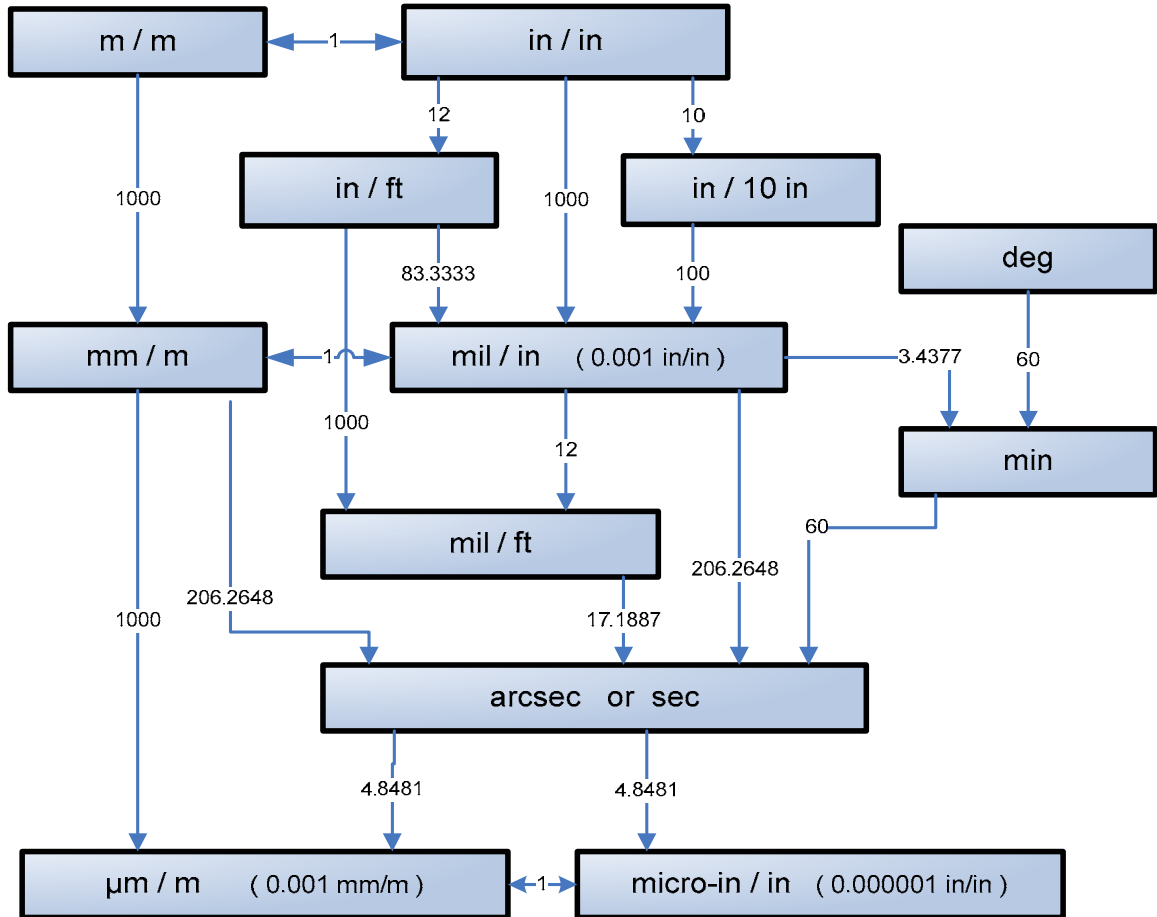 m / m
1
in / in
12
10
in / ft
in / 10 in
1000
1000
83.3333
100
deg
mm / m
1
mil / in ( 0.001 in/in )
3.4377
60
1000
12
min
mil / ft
60
206.2648
206.2648
1000
17.1887
arcsec or sec
4.8481
4.8481
µm / m ( 0.001 mm/m )
1
micro-in / in ( 0.000001 in/in )